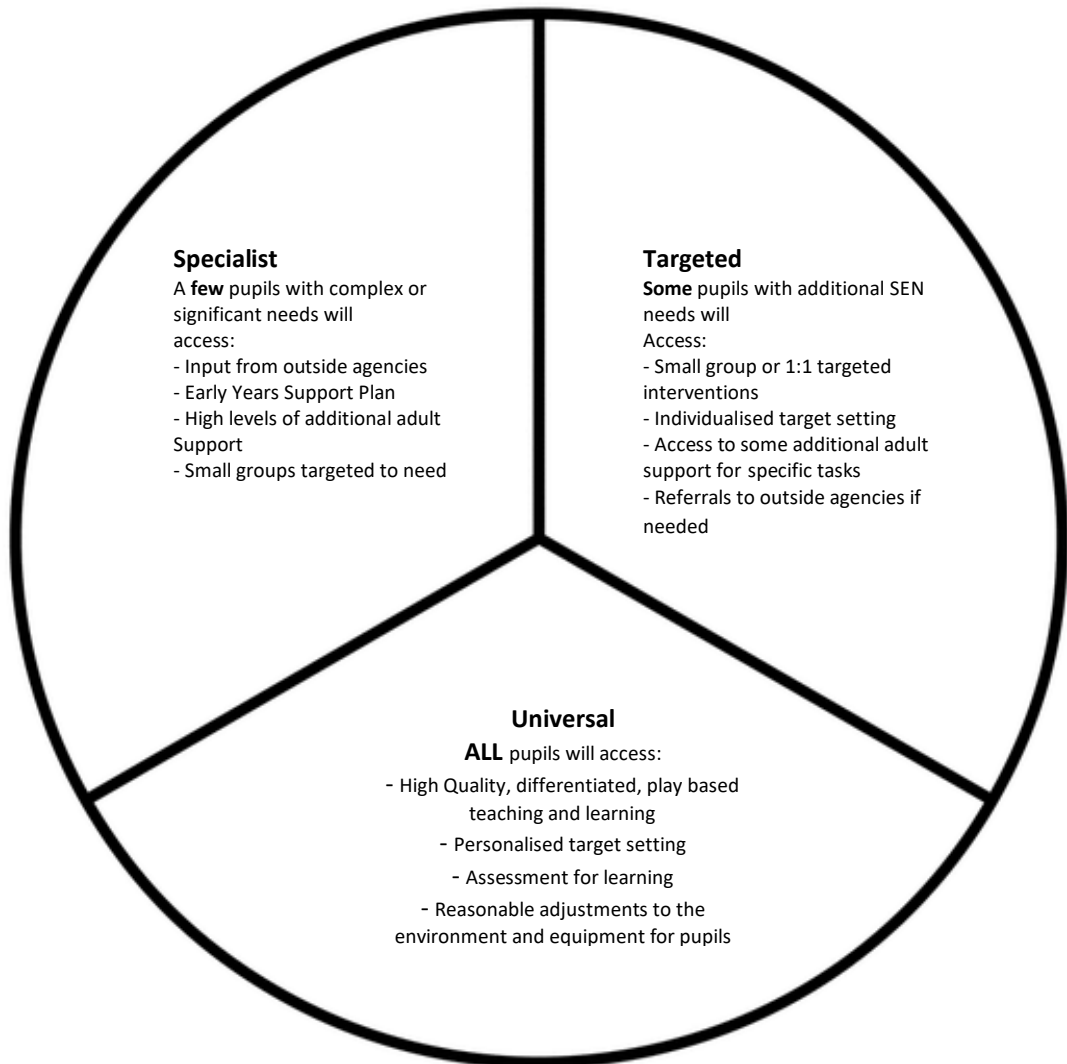 Specialist
A few pupils with complex or
significant needs will
access:
- Input from outside agencies
- Early Years Support Plan
- High levels of additional adult
Support
- Small groups targeted to need
Targeted
Some pupils with additional SEN
needs will
Access:
- Small group or 1:1 targeted
interventions
- Individualised target setting
- Access to some additional adult
support for specific tasks
- Referrals to outside agencies if
needed
Universal
ALL pupils will access:
- High Quality, differentiated, play based
teaching and learning
- Personalised target setting
- Assessment for learning
- Reasonable adjustments to the
environment and equipment for pupils